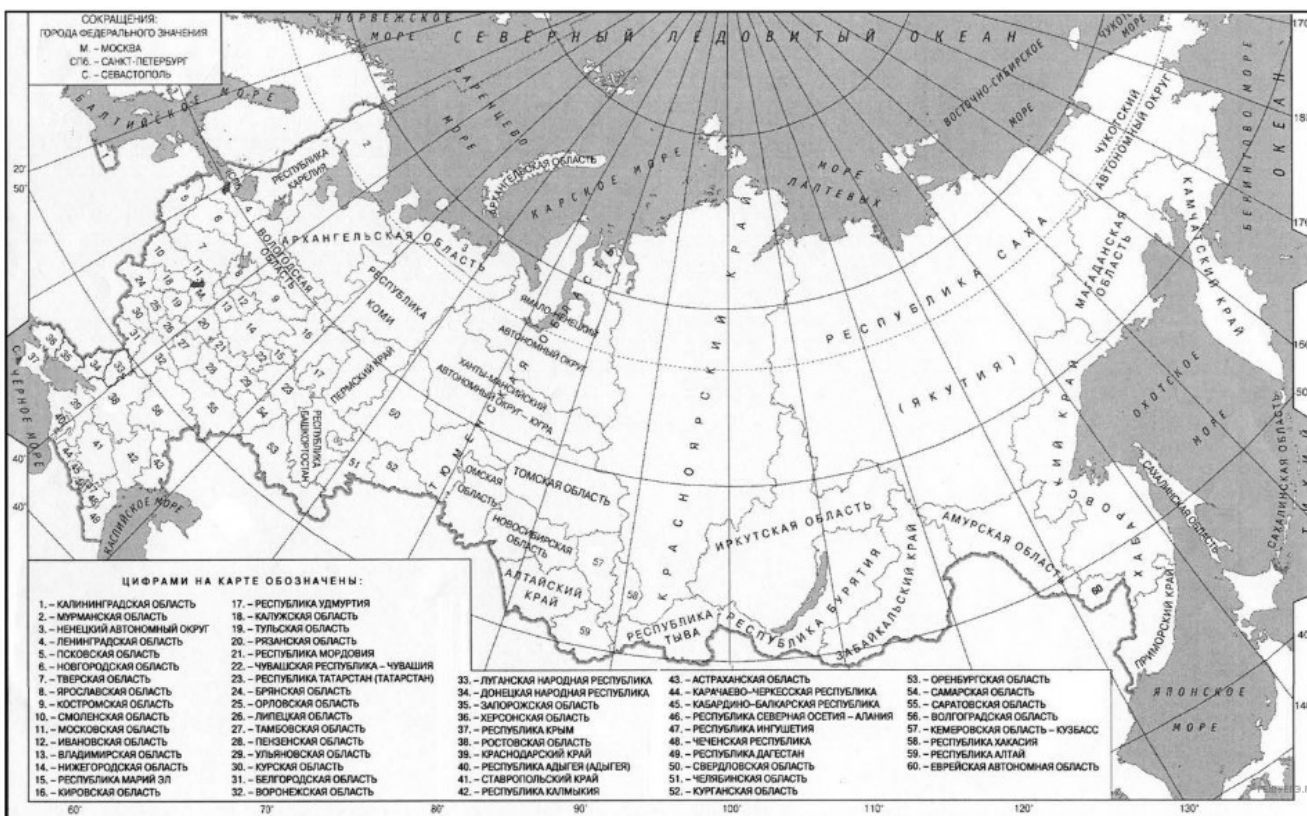 СОКРАЩЕНИЯ:
ГОРОДА ФЕДЕРАЛЬНОГО ЗНАЧЕНИЯ
М. – МОСКВА
СПб. – САНКТ-ПЕТЕРБУРГ
С. – СЕВАСТОПОЛЬ
НОРВЕЖСКОЕ
МОРЕ
СЕВЕРНЫЙ ЛЕДОВИТЫЙ ОКЕАН
ЧУКОТ
МОРЕ
170
БАЛТИЙСКОЕ МОРЕ
БАРЕНЦЕВО
МОРЕ
ВОСТОЧНО-СИБИРСКОЕ
МОРЕ
БЕРИНГОВО МОРЕ
ОКЕАН
КАРСКОЕ МОРЕ
МОРЕ
ЛАПТЕВЫХ
АРХАНГЕЛЬСКАЯ ОБЛАСТЬ
ЧУКОТСКИЙ
АВТОНОМНЫЙ ОКРУГ
КАМЧАТСКИЙ КРАЙ
МАГАДАНСКАЯ
ОБЛАСТЬ
РЕСПУБЛИКА
КАРЕЛИЯ
АРХАНГЕЛЬСКАЯ ОБЛАСТЬ
ВОЛОГОДСКАЯ
ОБЛАСТЬ
РЕСПУБЛИКА
КОМИ
ЯМАЛО-НЕНЕЦКИЙ
АВТОНОМНЫЙ ОКРУГ
ХАНТЫ-МАНСИЙСКИЙ
АВТОНОМНЫЙ ОКРУГ – ЮГРА
ТЮМЕНСКАЯ ОБЛАСТЬ
КРАСНОЯРСКИЙ КРАЙ
РЕСПУБЛИКА САХА
(ЯКУТИЯ)
ПЕРМСКИЙ КРАЙ
РЕСПУБЛИКА
БАШКОРТОСТАН
ОМСКАЯ
ОБЛАСТЬ
ТОМСКАЯ ОБЛАСТЬ
НОВОСИБИРСКАЯ
ОБЛАСТЬ
АЛТАЙСКИЙ
КРАЙ
ИРКУТСКАЯ ОБЛАСТЬ
РЕСПУБЛИКА
ТЫВА
РЕСПУБЛИКА БУРЯТИЯ
ЗАБАЙКАЛЬСКИЙ КРАЙ
АМУРСКАЯ ОБЛАСТЬ
ХАБАРОВСКИЙ КРАЙ
ПРИМОРСКИЙ КРАЙ
САХАЛИНСКАЯ ОБЛАСТЬ
САХАЛИНСКАЯ ОБЛАСТЬ
ОХОТСКОЕ
МОРЕ
ЯПОНСКОЕ
МОРЕ
ЧЕРНОЕ МОРЕ
КАСПИЙСКОЕ МОРЕ
ЦИФРАМИ НА КАРТЕ ОБОЗНАЧЕНЫ:
1. – КАЛИНИНГРАДСКАЯ ОБЛАСТЬ
2. – МУРМАНСКАЯ ОБЛАСТЬ
3. – НЕНЕЦКИЙ АВТОНОМНЫЙ ОКРУГ
4. – ЛЕНИНГРАДСКАЯ ОБЛАСТЬ
5. – ПСКОВСКАЯ ОБЛАСТЬ
6. – НОВГОРОДСКАЯ ОБЛАСТЬ
7. – ТВЕРСКАЯ ОБЛАСТЬ
8. – ЯРОСЛАВСКАЯ ОБЛАСТЬ
9. – КОСТРОМСКАЯ ОБЛАСТЬ
10. – СМОЛЕНСКАЯ ОБЛАСТЬ
11. – МОСКОВСКАЯ ОБЛАСТЬ
12. – ИВАНОВСКАЯ ОБЛАСТЬ
13. – ВЛАДИМИРСКАЯ ОБЛАСТЬ
14. – НИЖЕГОРОДСКАЯ ОБЛАСТЬ
15. – РЕСПУБЛИКА МАРИЙ ЭЛ
16. – КИРОВСКАЯ ОБЛАСТЬ
17. – РЕСПУБЛИКА УДМУРТИЯ
18. – КАЛУЖСКАЯ ОБЛАСТЬ
19. – ТУЛЬСКАЯ ОБЛАСТЬ
20. – РЯЗАНСКАЯ ОБЛАСТЬ
21. – РЕСПУБЛИКА МОРДОВИЯ
22. – ЧУВАШСКАЯ РЕСПУБЛИКА – ЧУВАШИЯ
23. – РЕСПУБЛИКА ТАТАРСТАН (ТАТАРСТАН)
24. – БРЯНСКАЯ ОБЛАСТЬ
25. – ОРЛОВСКАЯ ОБЛАСТЬ
26. – ЛИПЕЦКАЯ ОБЛАСТЬ
27. – ТАМБОВСКАЯ ОБЛАСТЬ
28. – ПЕНЗЕНСКАЯ ОБЛАСТЬ
29. – УЛЬЯНОВСКАЯ ОБЛАСТЬ
30. – КУРСКАЯ ОБЛАСТЬ
31. – БЕЛГОРОДСКАЯ ОБЛАСТЬ
32. – ВОРОНЕЖСКАЯ ОБЛАСТЬ
33. – ЛУГАНСКАЯ НАРОДНАЯ РЕСПУБЛИКА
34. – ДОНЕЦКАЯ НАРОДНАЯ РЕСПУБЛИКА
35. – ЗАПОРОЖСКАЯ ОБЛАСТЬ
36. – ХЕРСОНСКАЯ ОБЛАСТЬ
37. – РЕСПУБЛИКА КРЫМ
38. – РОСТОВСКАЯ ОБЛАСТЬ
39. – КРАСНОДАРСКИЙ КРАЙ
40. – РЕСПУБЛИКА АДЫГЕЯ (АДЫГЕЯ)
41. – СТАВРОПОЛЬСКИЙ КРАЙ
42. – РЕСПУБЛИКА КАЛМЫКИЯ
43. – АСТРАХАНСКАЯ ОБЛАСТЬ
44. – КАРАЧАЕВО–ЧЕРКЕССКАЯ РЕСПУБЛИКА
45. – КАБАРДИНО–БАЛКАРСКАЯ РЕСПУБЛИКА
46. – РЕСПУБЛИКА СЕВЕРНАЯ ОСЕТИЯ – АЛАНИЯ
47. – РЕСПУБЛИКА ИНГУШЕТИЯ
48. – ЧЕЧЕНСКАЯ РЕСПУБЛИКА
49. – РЕСПУБЛИКА ДАГЕСТАН
50. – СВЕРДЛОВСКАЯ ОБЛАСТЬ
51. – ЧЕЛЯБИНСКАЯ ОБЛАСТЬ
52. – КУРГАНСКАЯ ОБЛАСТЬ
53. – ОРЕНБУРГСКАЯ ОБЛАСТЬ
54. – САМАРСКАЯ ОБЛАСТЬ
55. – САРАТОВСКАЯ ОБЛАСТЬ
56. – ВОЛГОГРАДСКАЯ ОБЛАСТЬ
57. – КЕМЕРОВСКАЯ ОБЛАСТЬ – КУЗБАСС
58. – РЕСПУБЛИКА ХАКАСИЯ
59. – РЕСПУБЛИКА АЛТАЙ
60. – ЕВРЕЙСКАЯ АВТОНОМНАЯ ОБЛАСТЬ
60° 70° 80° 90° 100° 110° 120° 130°